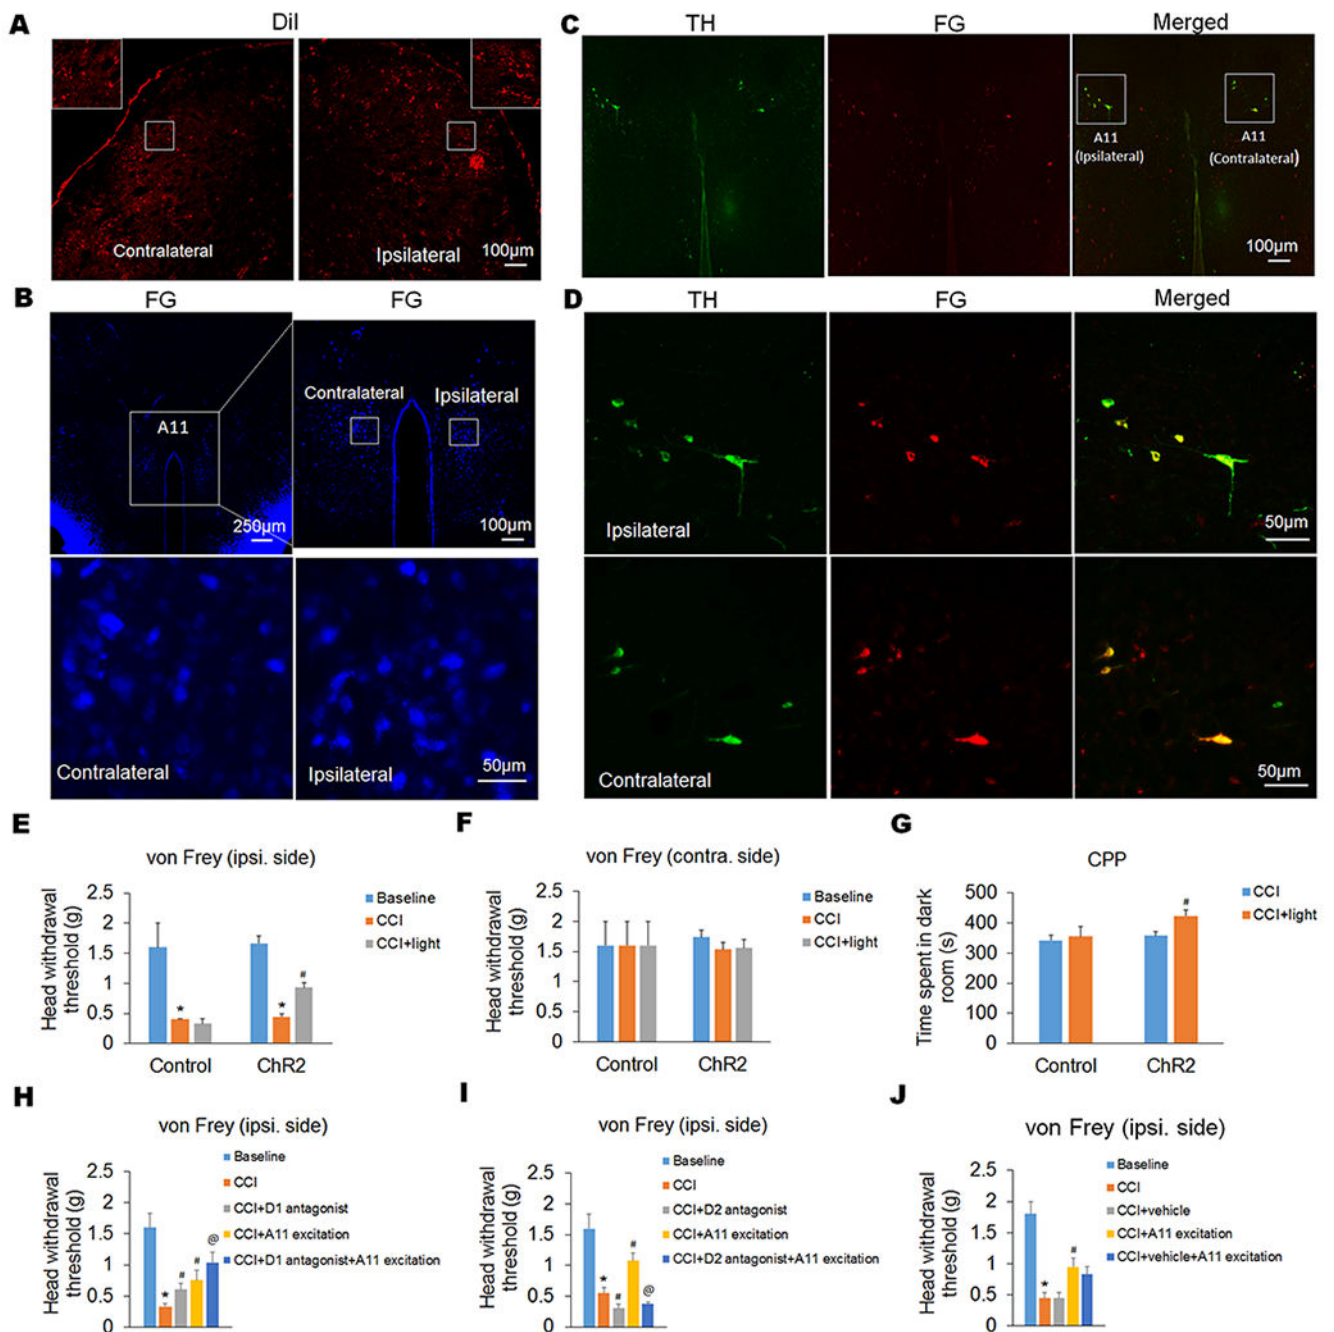 A
DiI
Contralateral
Ipsilateral
100μm
B
FG
FG
A11
250μm
Contralateral
Ipsilateral
100μm
Contralateral
Ipsilateral
50μm
C
TH
FG
Merged
A11
(Ipsilateral)
A11
(Contralateral)
100μm
D
TH
FG
Merged
Ipsilateral
50μm
Contralateral
50μm
E
von Frey (ipsi. side)
Head withdrawal
threshold (g)
2.5
2
1.5
1
0.5
0
*
*
#
Control
ChR2
Baseline
CCI
CCI+light
F
von Frey (contra. side)
Head withdrawal
threshold (g)
2.5
2
1.5
1
0.5
0
Control
ChR2
Baseline
CCI
CCI+light
G
CPP
Time spent in dark
room (s)
500
400
300
200
100
0
#
Control
ChR2
CCI
CCI+light
H
von Frey (ipsi. side)
Head withdrawal
threshold (g)
2.5
2
1.5
1
0.5
0
*
#
#
@
Baseline
CCI
CCI+D1 antagonist
CCI+A11 excitation
CCI+D1 antagonist+A11 excitation
I
von Frey (ipsi. side)
Head withdrawal
threshold (g)
2.5
2
1.5
1
0.5
0
*
#
#
@
Baseline
CCI
CCI+D2 antagonist
CCI+A11 excitation
CCI+D2 antagonist+A11 excitation
J
von Frey (ipsi. side)
Head withdrawal
threshold (g)
2.5
2
1.5
1
0.5
0
*
#
Baseline
CCI
CCI+vehicle
CCI+A11 excitation
CCI+vehicle+A11 excitation